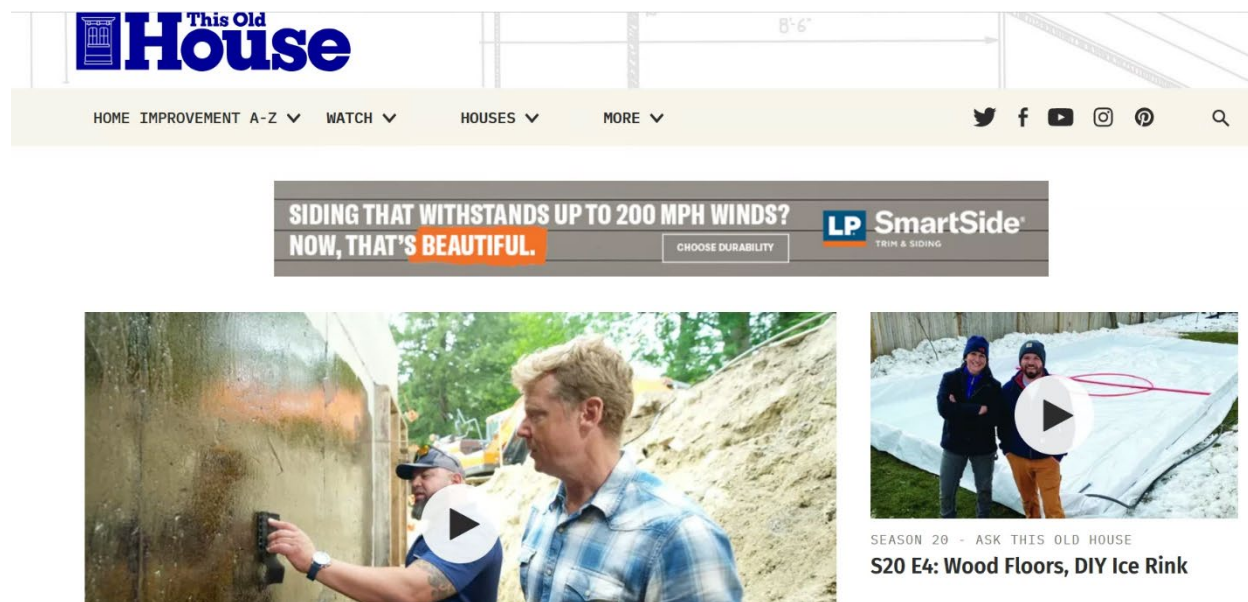 This Old
House
8'-6"
HOME IMPROVEMENT A-Z
WATCH
HOUSES
MORE
SIDING THAT WITHSTANDS UP TO 200 MPH WINDS?
NOW, THAT'S BEAUTIFUL.
CHOOSE DURABILITY
LP SmartSide®
TRIM & SIDING
SEASON 20 - ASK THIS OLD HOUSE
S20 E4: Wood Floors, DIY Ice Rink